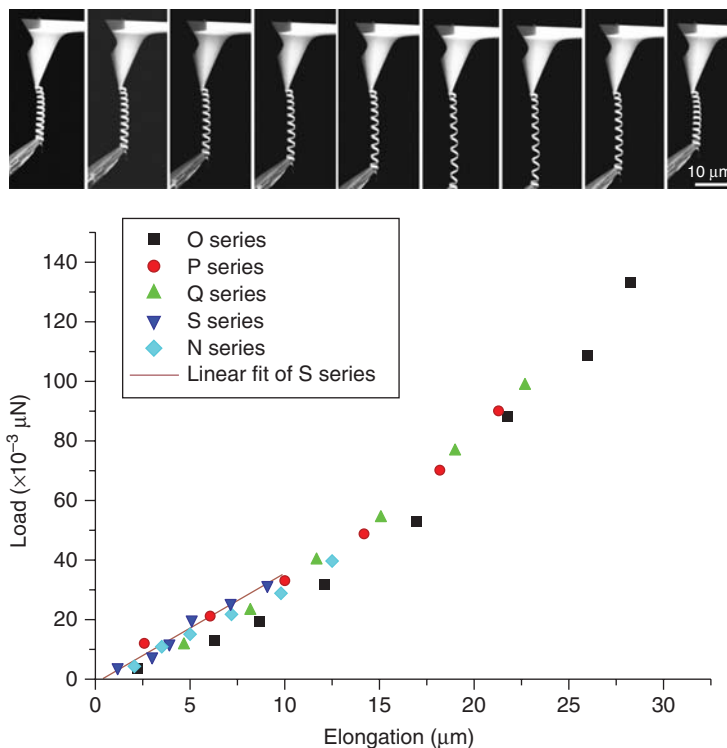 10 μm
O series
P series
Q series
S series
N series
Linear fit of S series
140
120
100
80
60
40
20
0
Load (×10⁻³ μN)
0 5 10 15 20 25 30
Elongation (μm)